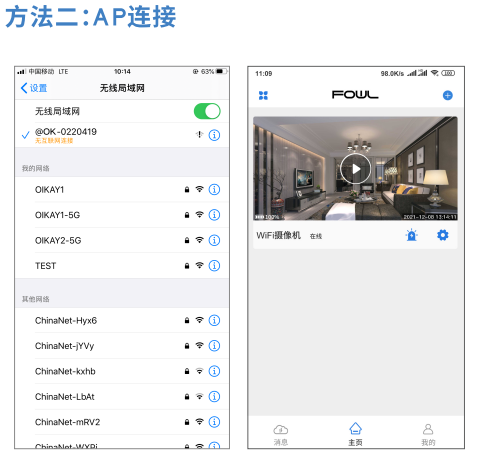 方法二:AP连接
中国移动 LTE 10:14 63%
设置 无线局域网
无线局域网
@OK-0220419
无互联网连接
我的网络
OIKAY1
OIKAY1-5G
OIKAY2-5G
TEST
其他网络
ChinaNet-Hyx6
ChinaNet-jYVy
ChinaNet-kxhb
ChinaNet-LbAt
ChinaNet-mRV2
ChinaNet-WXPi
11:09 98.0K/s 100
FOWL
100% 2021-12-08 13:14:11
WiFi摄像机 在线
消息 主页 我的